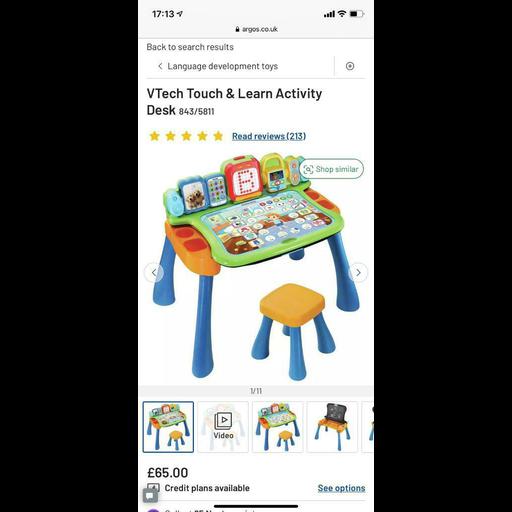 17:13
argos.co.uk
Back to search results
Language development toys
VTech Touch & Learn Activity
Desk 843/5811
Read reviews (213)
Shop similar
B
1/11
Video
£65.00
Credit plans available
See options